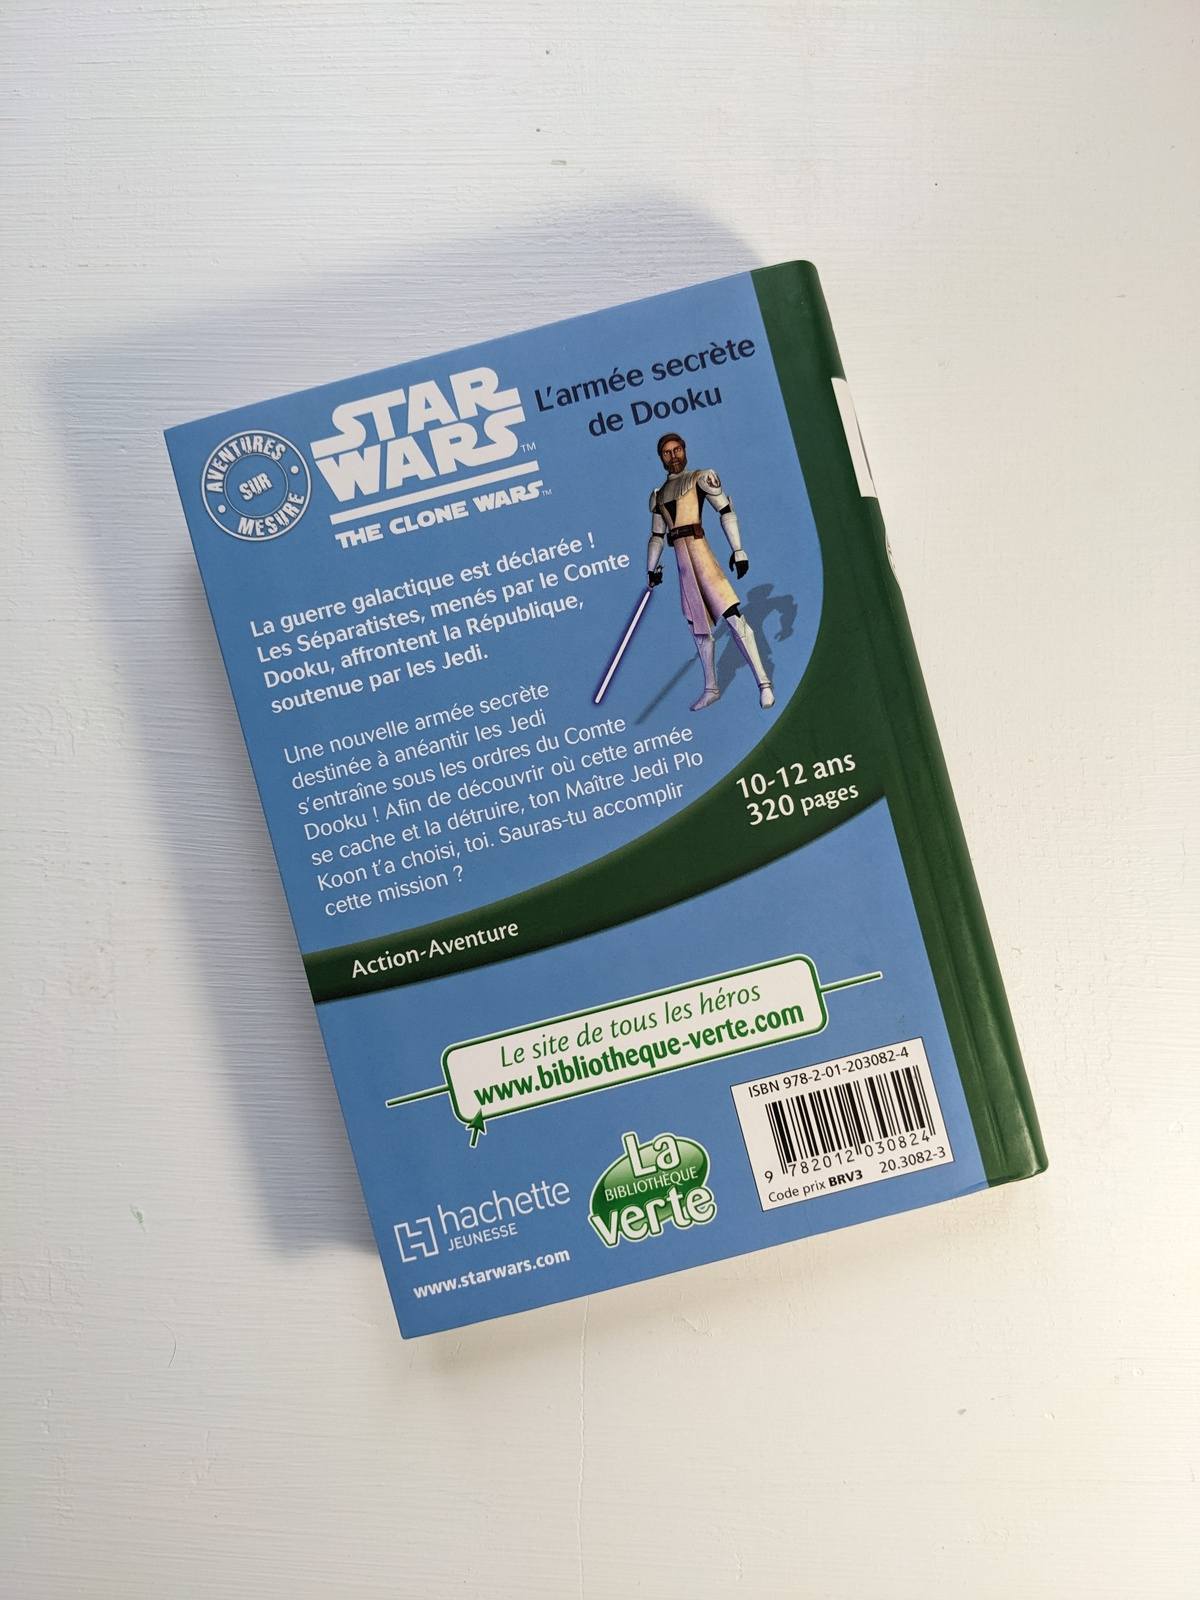 AVENTURES
SUR
MESURE
STAR
WARS™
THE CLONE WARS™
L'armée secrète
de Dooku
La guerre galactique est déclarée !
Les Séparatistes, menés par le Comte
Dooku, affrontent la République,
soutenue par les Jedi.
Une nouvelle armée secrète
destinée à anéantir les Jedi
s'entraîne sous les ordres du Comte
Dooku ! Afin de découvrir où cette armée
se cache et la détruire, ton Maître Jedi Plo
Koon t'a choisi, toi. Sauras-tu accomplir
cette mission ?
10-12 ans
320 pages
Action-Aventure
Le site de tous les héros
www.bibliotheque-verte.com
ISBN 978-2-01-203082-4
9 782012 030824
Code prix BRV3 20.3082-3
hachette
JEUNESSE
La
BIBLIOTHÈQUE
verte
www.starwars.com